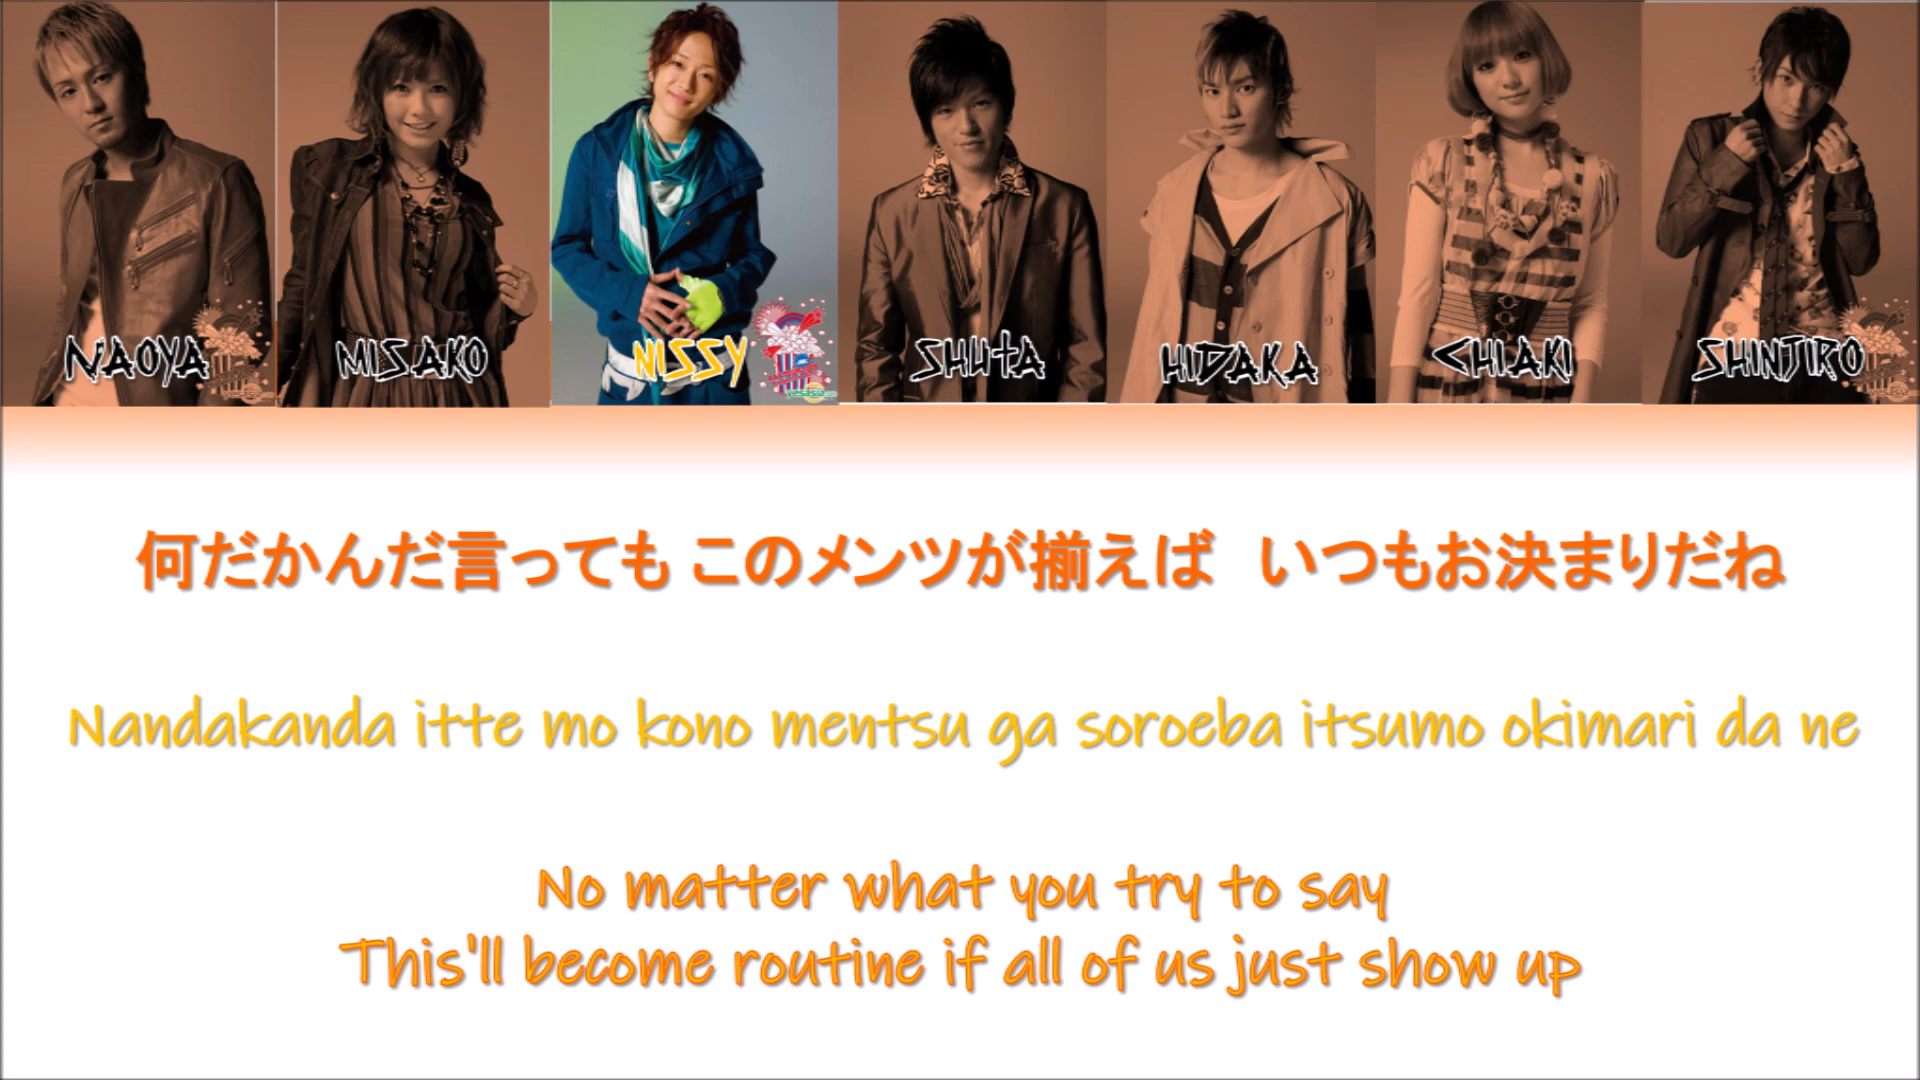 NAOYA MISAKO NISSY SHUTA HIDAKA CHIAKI SHINJIRO
何だかんだ言っても このメンツが揃えば　いつもお決まりだね
Nandakanda itte mo kono mentsu ga soroeba itsumo okimari da ne
No matter what you try to say
This'll become routine if all of us just show up